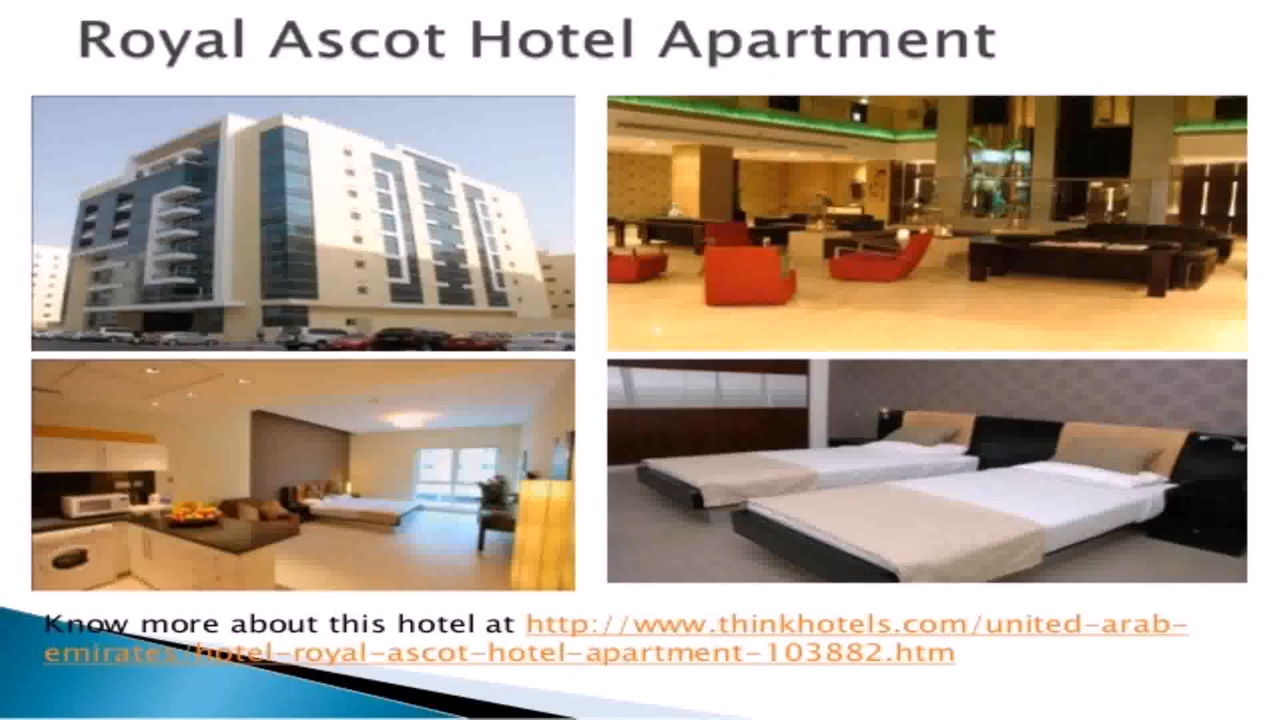 Royal Ascot Hotel Apartment
Know more about this hotel at http://www.thinkhotels.com/united-arab-
emirates/hotel-royal-ascot-hotel-apartment-103882.htm